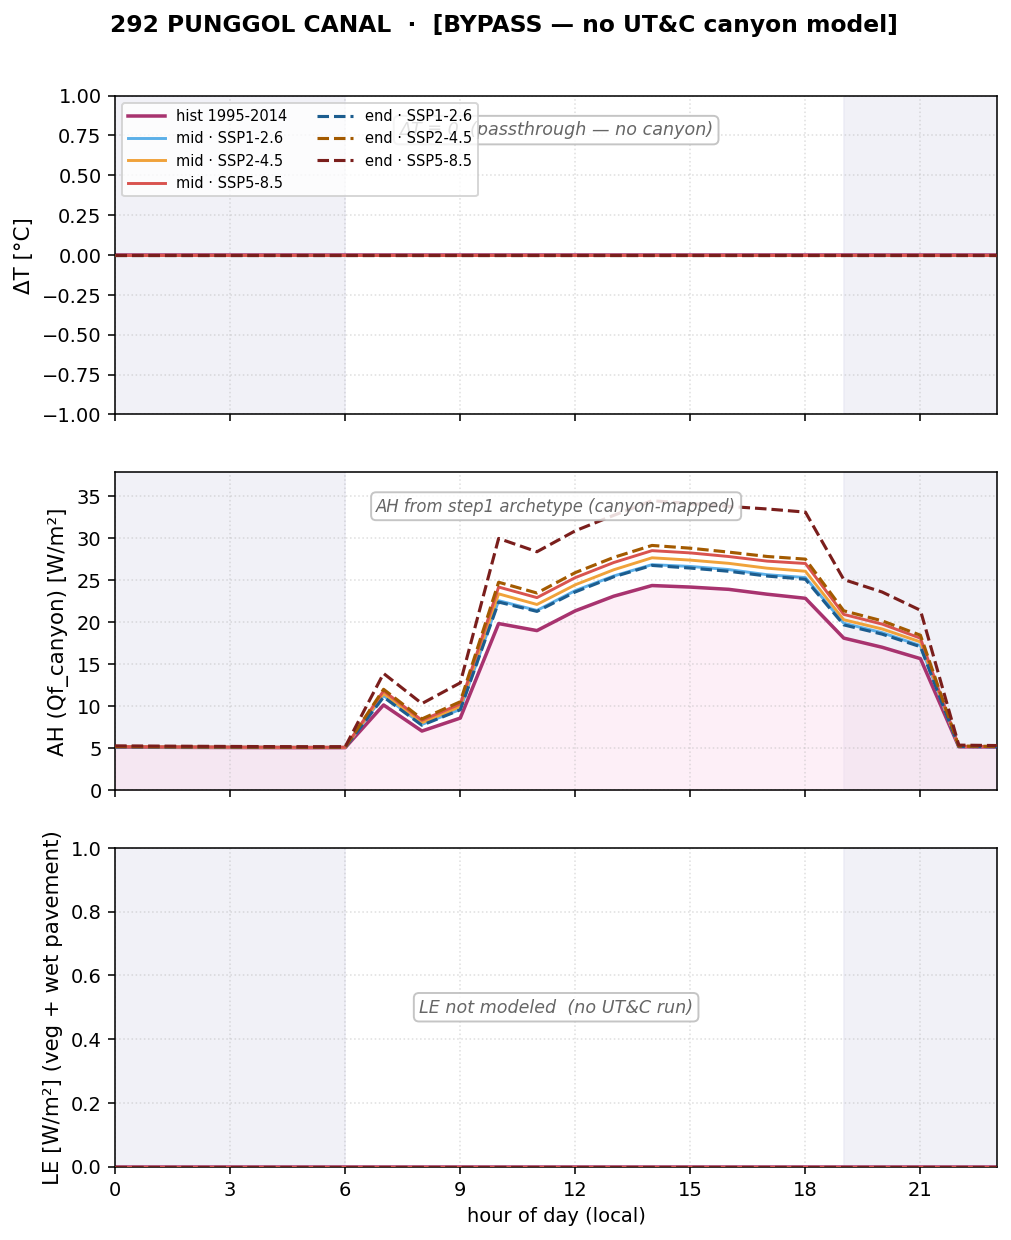 292 PUNGGOL CANAL · [BYPASS — no UT&C canyon model]
hist 1995-2014
mid · SSP1-2.6
mid · SSP2-4.5
mid · SSP5-8.5
end · SSP1-2.6
end · SSP2-4.5
end · SSP5-8.5
(passthrough — no canyon)
ΔT [°C]
1.00
0.75
0.50
0.25
0.00
−0.25
−0.50
−0.75
−1.00
AH from step1 archetype (canyon-mapped)
AH (Qf_canyon) [W/m²]
35
30
25
20
15
10
5
0
LE not modeled (no UT&C run)
LE [W/m²] (veg + wet pavement)
1.0
0.8
0.6
0.4
0.2
0.0
0 3 6 9 12 15 18 21
hour of day (local)